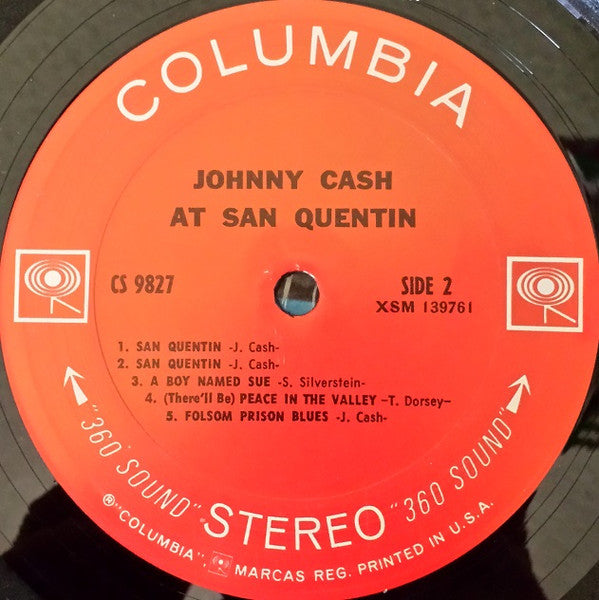 COLUMBIA
JOHNNY CASH
AT SAN QUENTIN
CS 9827
SIDE 2
XSM 139761
1. SAN QUENTIN -J. Cash-
2. SAN QUENTIN -J. Cash-
3. A BOY NAMED SUE -S. Silverstein-
4. (There'll Be) PEACE IN THE VALLEY -T. Dorsey-
5. FOLSOM PRISON BLUES -J. Cash-
"360 SOUND" STEREO "360 SOUND"
® "COLUMBIA", MARCAS REG. PRINTED IN U.S.A.